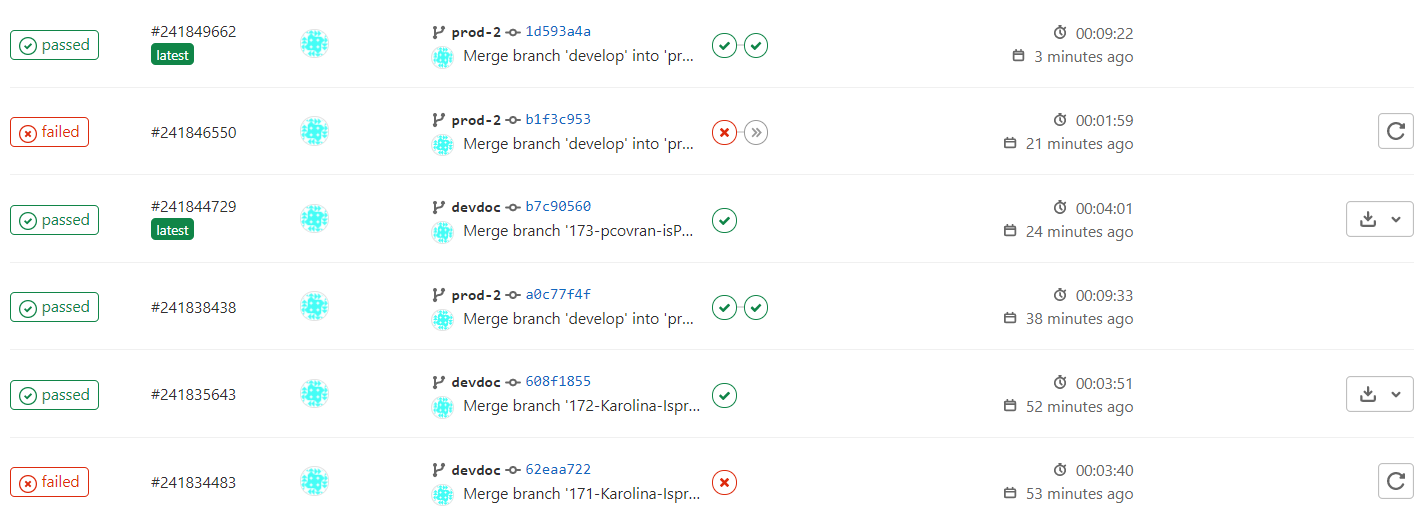 passed
#241849662
latest
prod-2 1d593a4a
Merge branch 'develop' into 'pr...
00:09:22
3 minutes ago
failed
#241846550
prod-2 b1f3c953
Merge branch 'develop' into 'pr...
00:01:59
21 minutes ago
passed
#241844729
latest
devdoc b7c90560
Merge branch '173-pcovran-isP...
00:04:01
24 minutes ago
passed
#241838438
prod-2 a0c77f4f
Merge branch 'develop' into 'pr...
00:09:33
38 minutes ago
passed
#241835643
devdoc 608f1855
Merge branch '172-Karolina-Ispr...
00:03:51
52 minutes ago
failed
#241834483
devdoc 62eaa722
Merge branch '171-Karolina-Ispr...
00:03:40
53 minutes ago